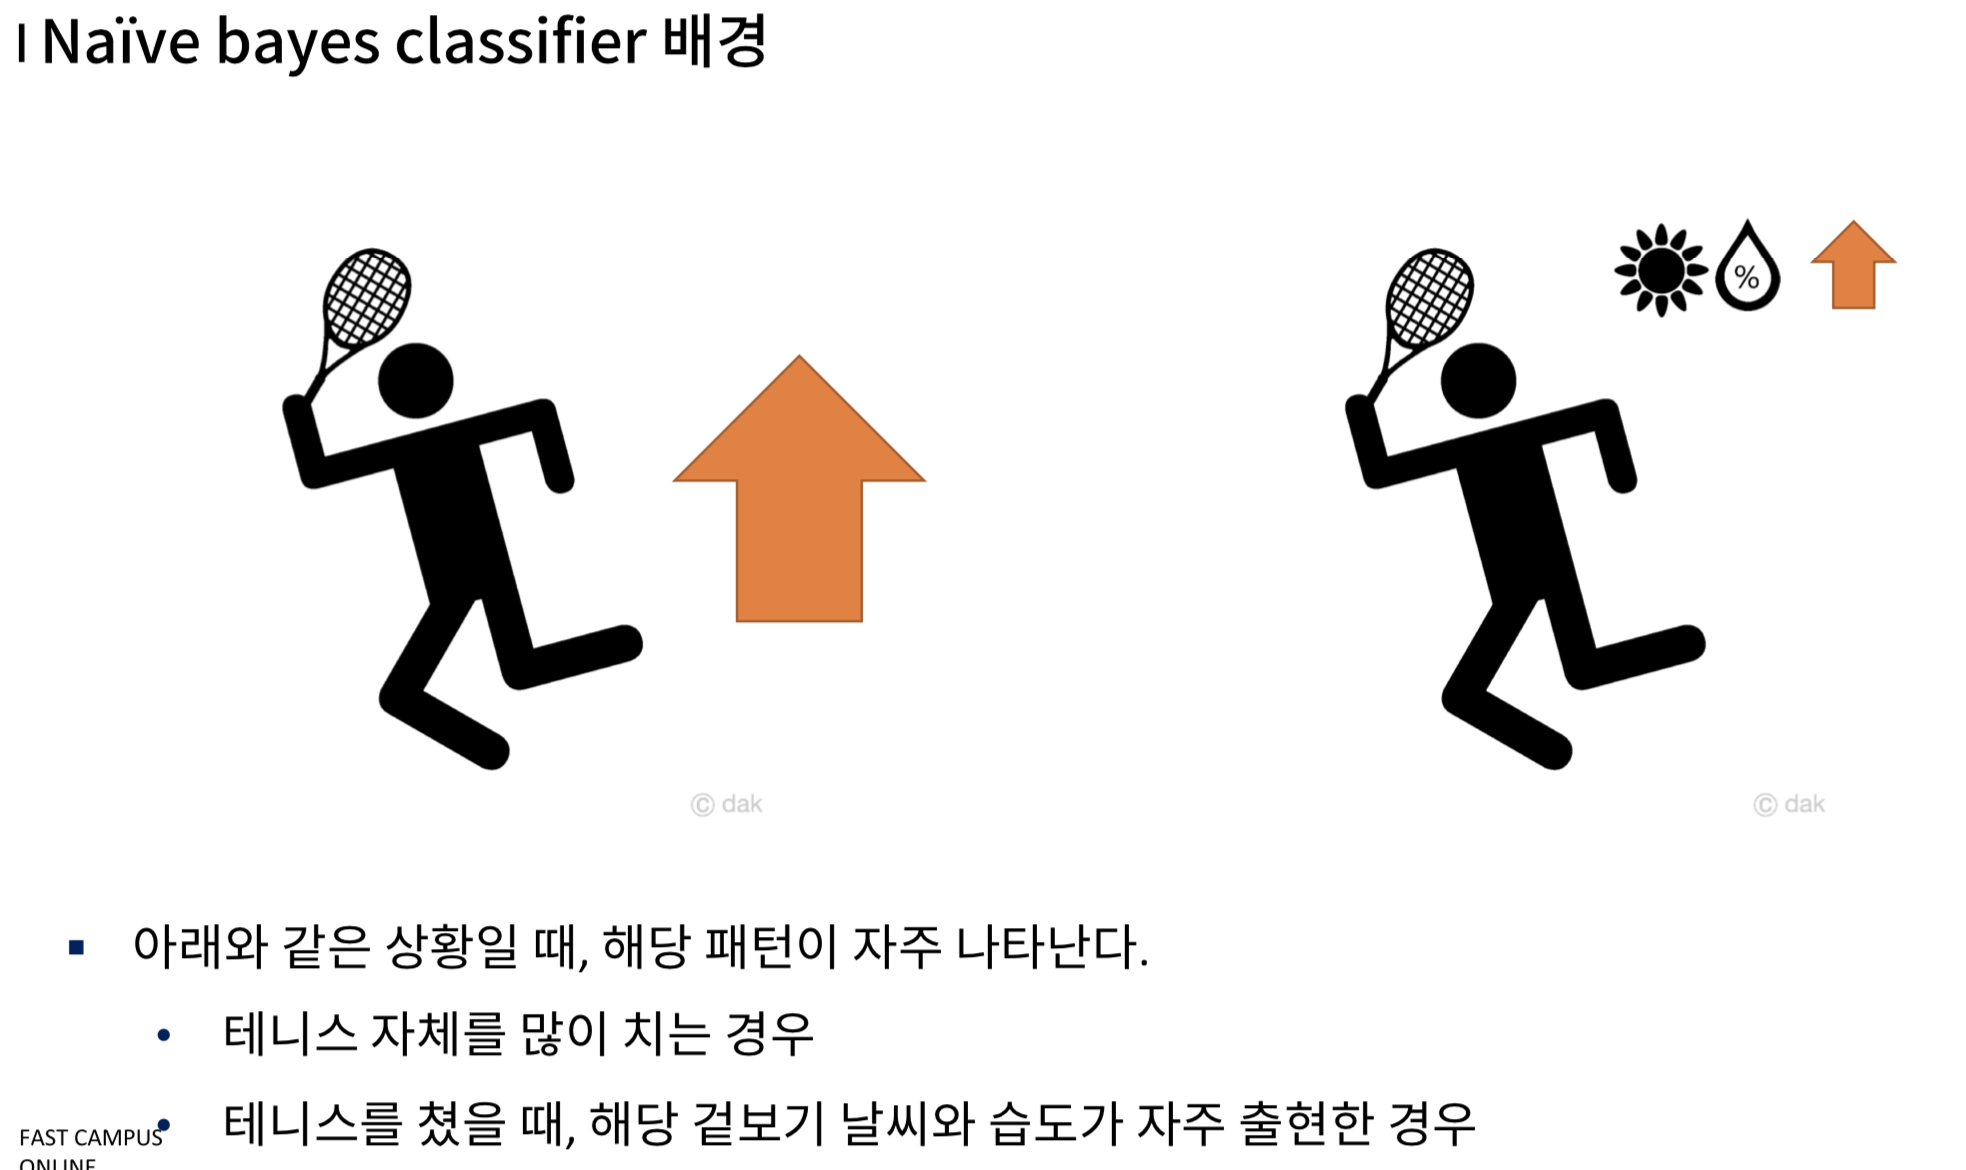 I Naïve bayes classifier 배경
%
© dak
© dak
아래와 같은 상황일 때, 해당 패턴이 자주 나타난다.
테니스 자체를 많이 치는 경우
테니스를 쳤을 때, 해당 겉보기 날씨와 습도가 자주 출현한 경우
FAST CAMPUS
ONLINE